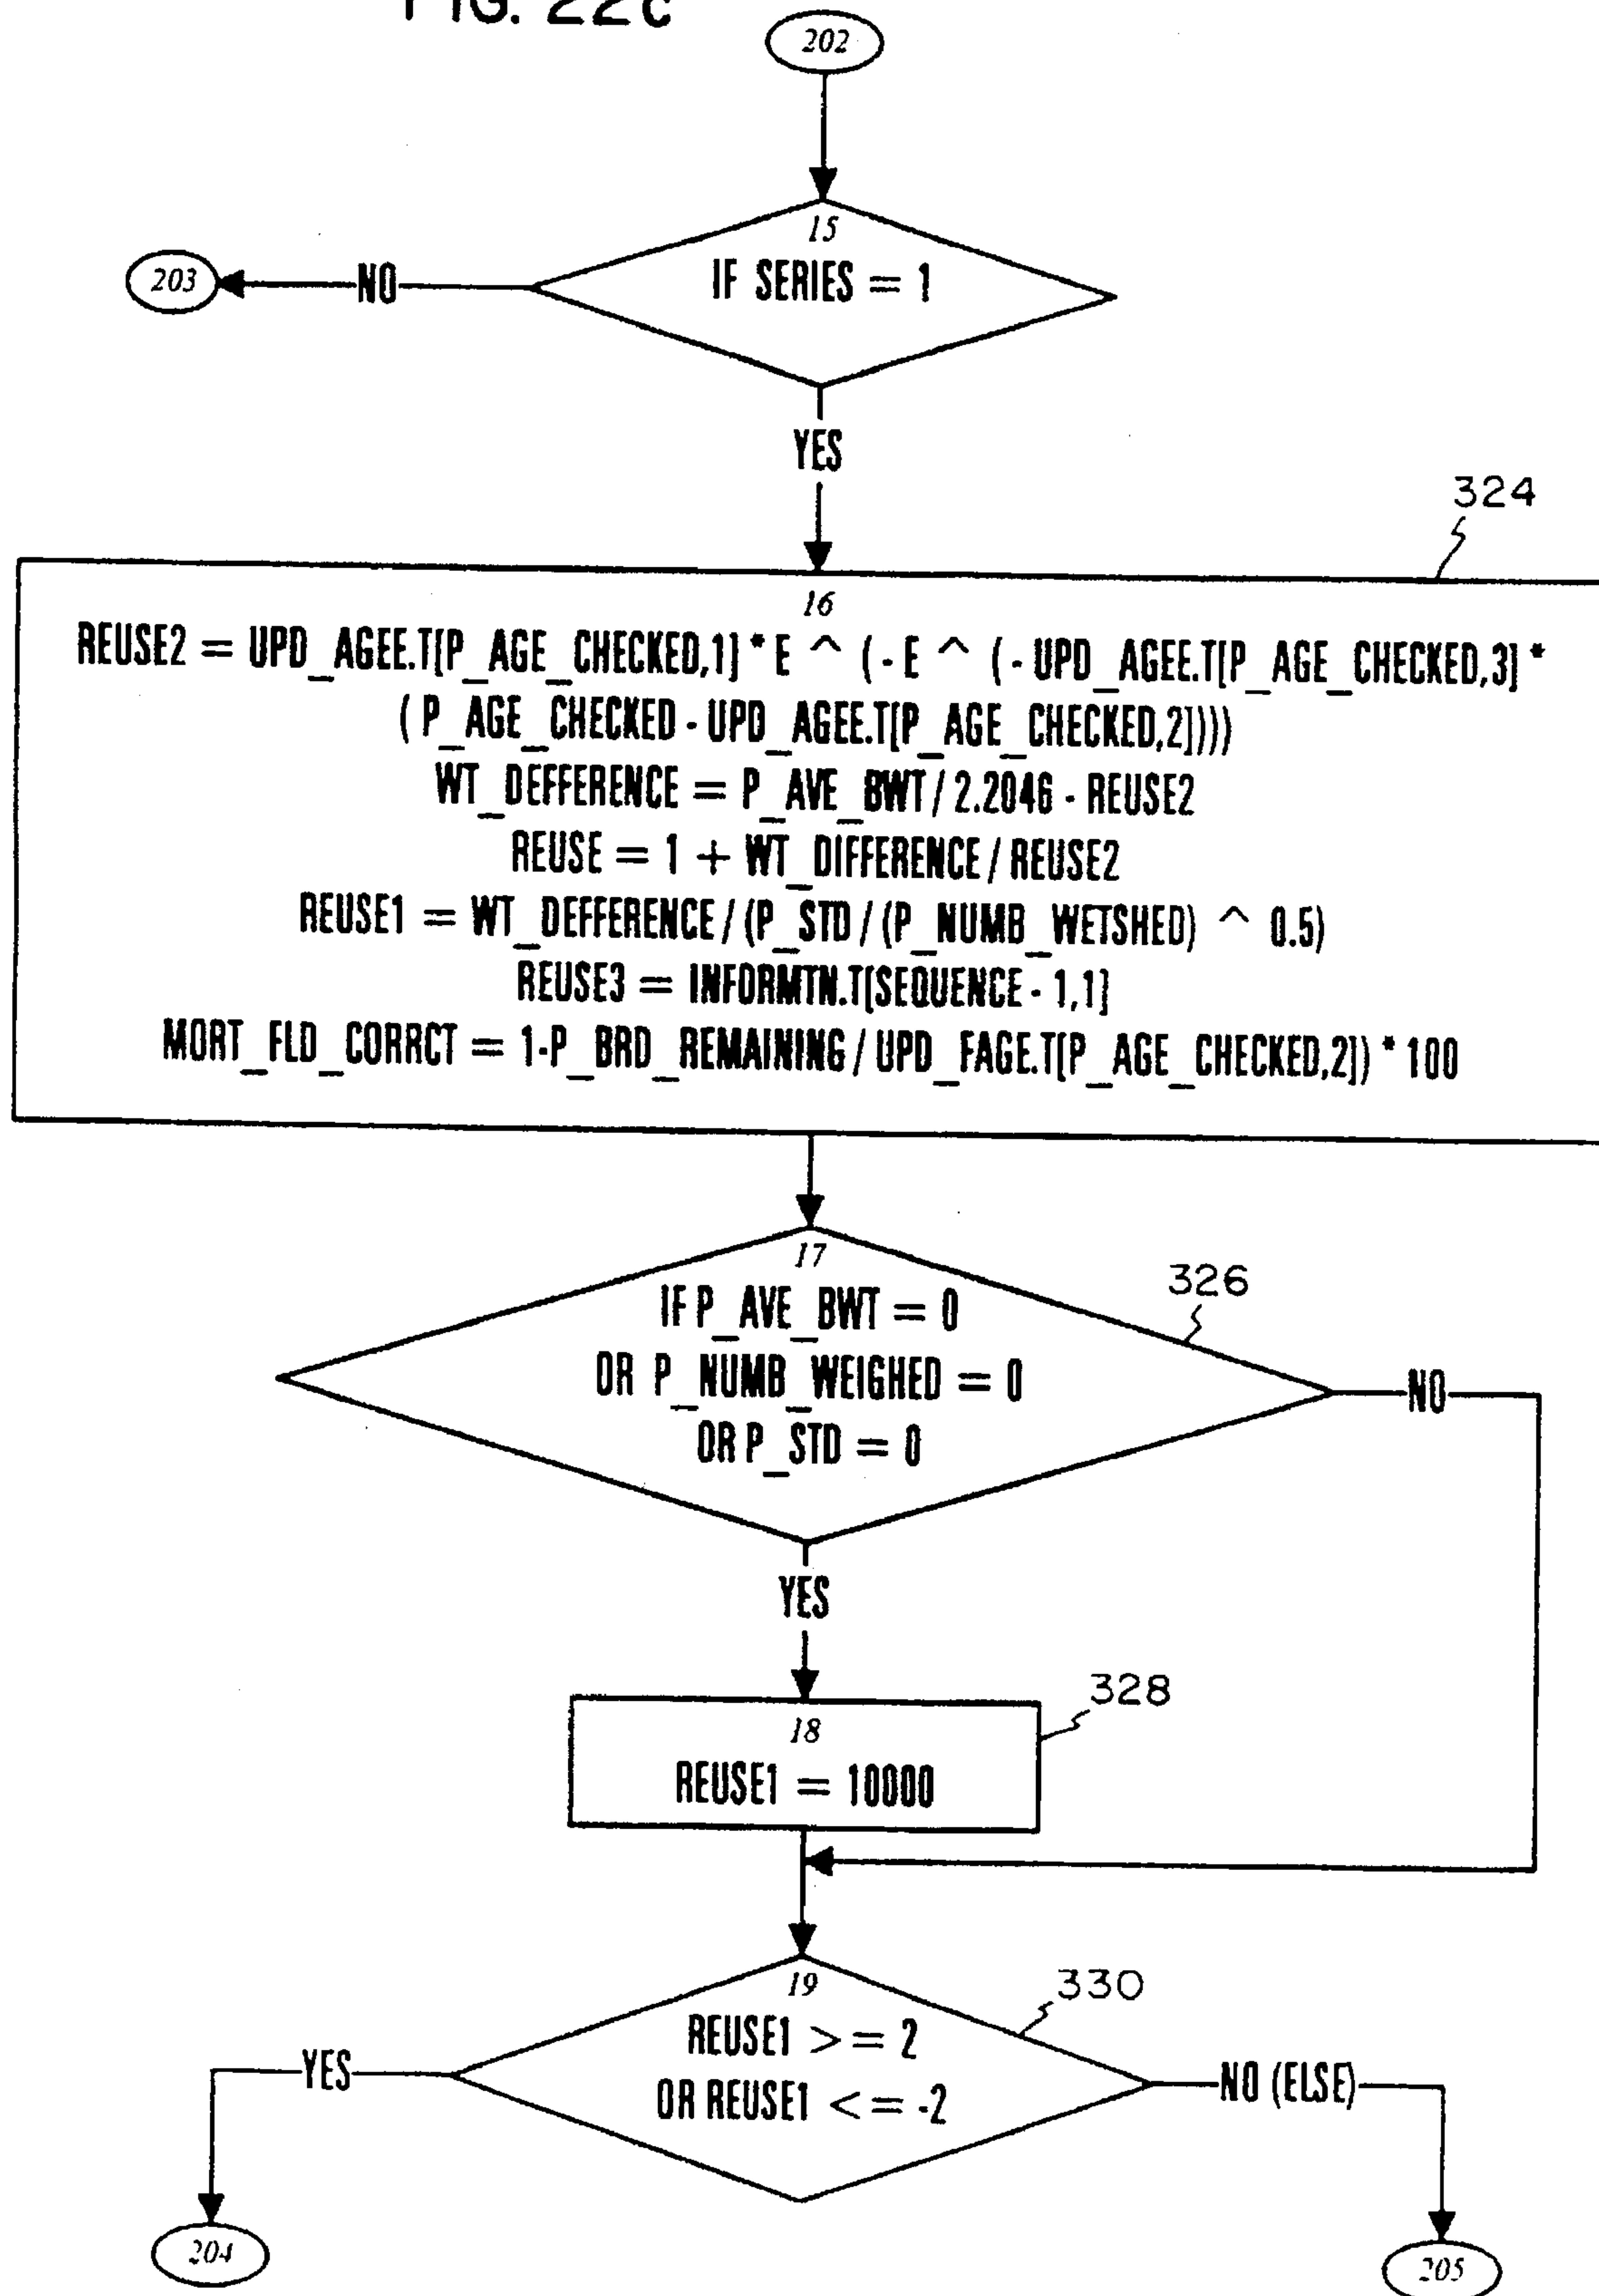 FIG. 22c
202
15
IF SERIES = 1
NO
203
YES
324
16
REUSE2 = UPD_AGEE.T[P_AGE_CHECKED,1] * E ^ (- E ^ (- UPD_AGEE.T[P_AGE_CHECKED,3] *
( P_AGE_CHECKED - UPD_AGEE.T[P_AGE_CHECKED,2])))
WT_DEFFERENCE = P_AVE_BWT / 2.2046 - REUSE2
REUSE = 1 + WT_DIFFERENCE / REUSE2
REUSE1 = WT_DEFFERENCE / (P_STD / (P_NUMB_WETSHED) ^ 0.5)
REUSE3 = INFORMTN.T[SEQUENCE - 1,1]
MORT_FLD_CORRCT = 1-P_BRD_REMAINING / UPD_FAGE.T[P_AGE_CHECKED,2]) * 100
17
326
IF P_AVE_BWT = 0
OR P_NUMB_WEIGHED = 0
OR P_STD = 0
NO
YES
328
18
REUSE1 = 10000
19
330
REUSE1 > = 2
OR REUSE1 < = -2
YES
NO (ELSE)
204
205